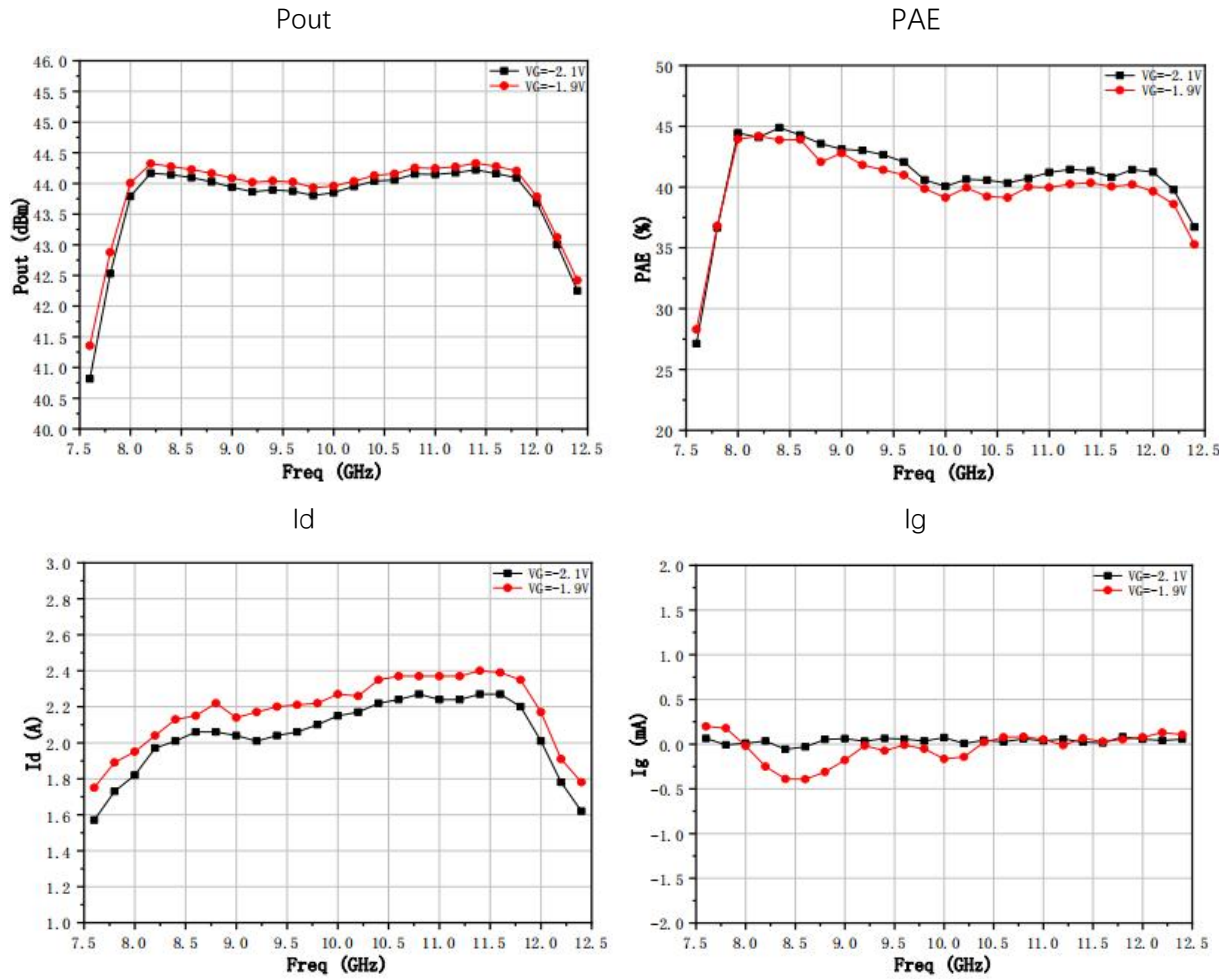 Pout
PAE
46.0
45.5
45.0
44.5
44.0
43.5
43.0
42.5
42.0
41.5
41.0
40.5
40.0
Pout (dBm)
VG=-2.1V
VG=-1.9V
7.5 8.0 8.5 9.0 9.5 10.0 10.5 11.0 11.5 12.0 12.5
Freq (GHz)
50
45
40
35
30
25
20
PAE (%)
VG=-2.1V
VG=-1.9V
7.5 8.0 8.5 9.0 9.5 10.0 10.5 11.0 11.5 12.0 12.5
Freq (GHz)
Id
Ig
3.0
2.8
2.6
2.4
2.2
2.0
1.8
1.6
1.4
1.2
1.0
Id (A)
VG=-2.1V
VG=-1.9V
7.5 8.0 8.5 9.0 9.5 10.0 10.5 11.0 11.5 12.0 12.5
Freq (GHz)
2.0
1.5
1.0
0.5
0.0
-0.5
-1.0
-1.5
-2.0
Ig (mA)
VG=-2.1V
VG=-1.9V
7.5 8.0 8.5 9.0 9.5 10.0 10.5 11.0 11.5 12.0 12.5
Freq (GHz)